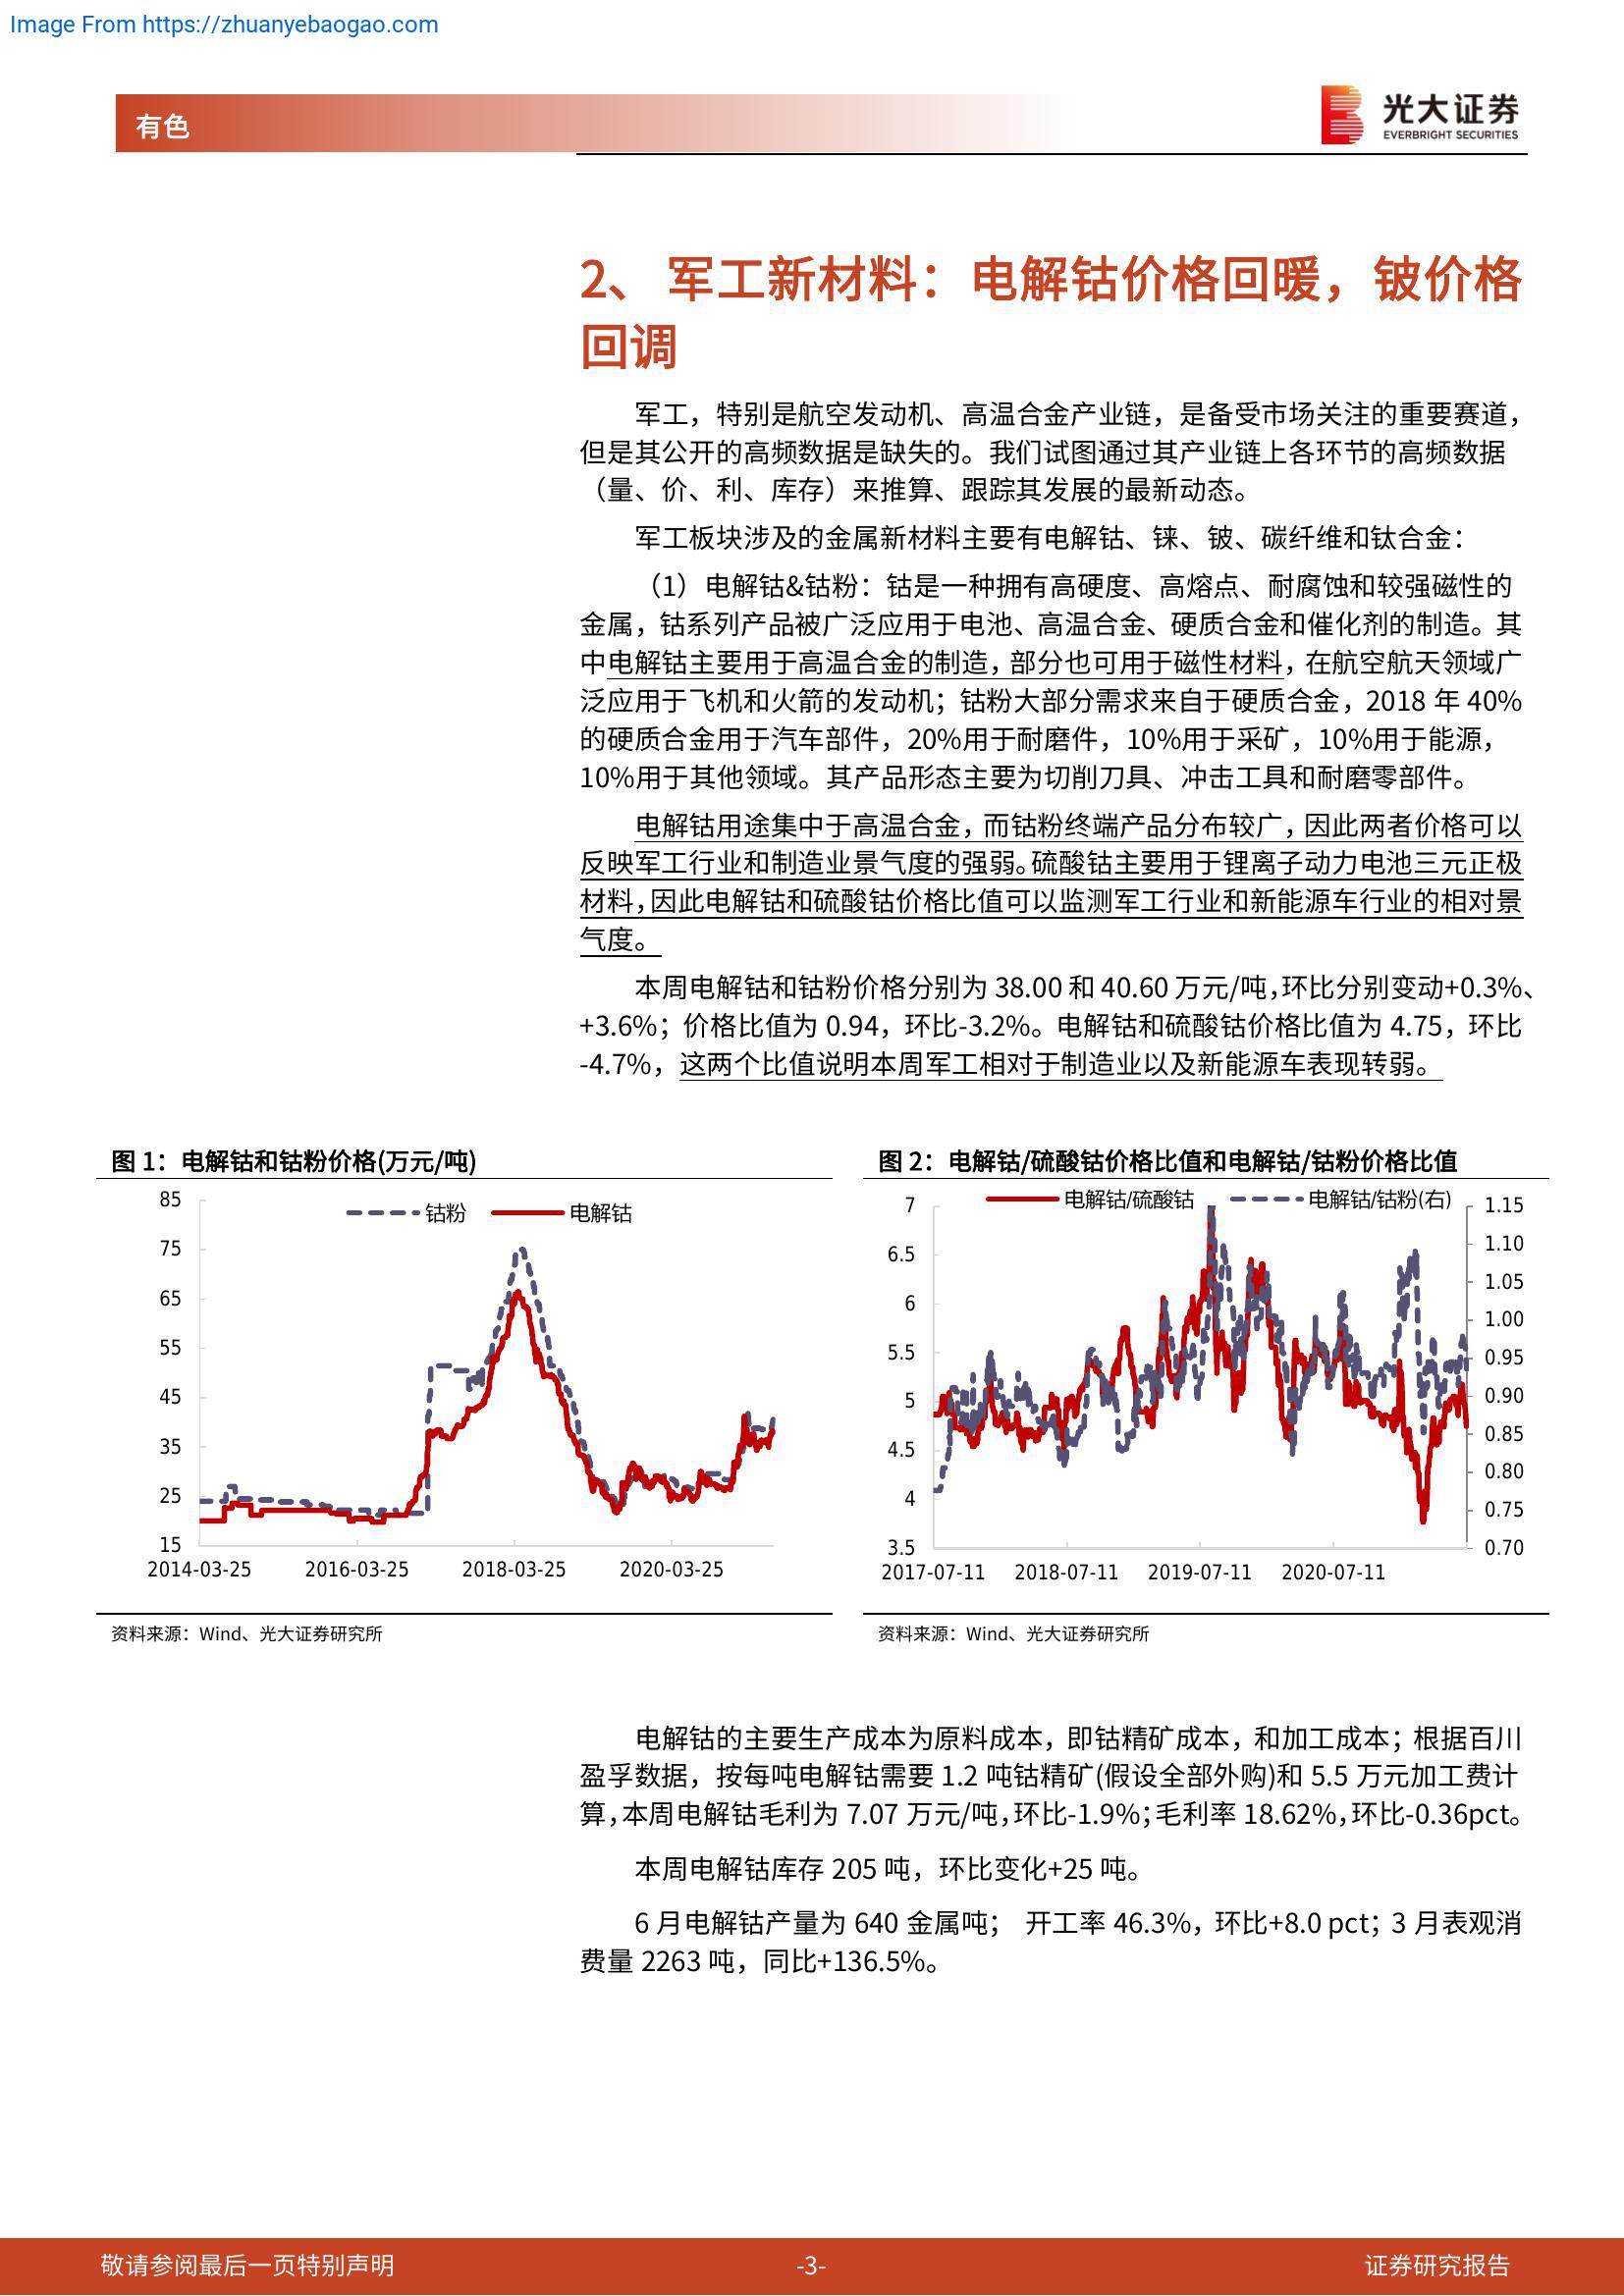 Image From https://zhuanyebaogao.com
有色
光大证券
EVERBRIGHT SECURITIES
2、 军工新材料：电解钴价格回暖，铍价格
回调
军工，特别是航空发动机、高温合金产业链，是备受市场关注的重要赛道，
但是其公开的高频数据是缺失的。我们试图通过其产业链上各环节的高频数据
（量、价、利、库存）来推算、跟踪其发展的最新动态。
军工板块涉及的金属新材料主要有电解钴、铼、铍、碳纤维和钛合金：
（1）电解钴&钴粉：钴是一种拥有高硬度、高熔点、耐腐蚀和较强磁性的
金属，钴系列产品被广泛应用于电池、高温合金、硬质合金和催化剂的制造。其
中电解钴主要用于高温合金的制造，部分也可用于磁性材料，在航空航天领域广
泛应用于飞机和火箭的发动机；钴粉大部分需求来自于硬质合金，2018 年 40%
的硬质合金用于汽车部件，20%用于耐磨件，10%用于采矿，10%用于能源，
10%用于其他领域。其产品形态主要为切削刀具、冲击工具和耐磨零部件。
电解钴用途集中于高温合金，而钴粉终端产品分布较广，因此两者价格可以
反映军工行业和制造业景气度的强弱。硫酸钴主要用于锂离子动力电池三元正极
材料，因此电解钴和硫酸钴价格比值可以监测军工行业和新能源车行业的相对景
气度。
本周电解钴和钴粉价格分别为 38.00 和 40.60 万元/吨，环比分别变动+0.3%、
+3.6%；价格比值为 0.94，环比-3.2%。电解钴和硫酸钴价格比值为 4.75，环比
-4.7%，这两个比值说明本周军工相对于制造业以及新能源车表现转弱。
图 1：电解钴和钴粉价格(万元/吨)
85
75
65
55
45
35
25
15
钴粉
电解钴
2014-03-25
2016-03-25
2018-03-25
2020-03-25
资料来源：Wind、光大证券研究所
图 2：电解钴/硫酸钴价格比值和电解钴/钴粉价格比值
7
6.5
6
5.5
5
4.5
4
3.5
电解钴/硫酸钴
电解钴/钴粉(右)
1.15
1.10
1.05
1.00
0.95
0.90
0.85
0.80
0.75
0.70
2017-07-11
2018-07-11
2019-07-11
2020-07-11
资料来源：Wind、光大证券研究所
电解钴的主要生产成本为原料成本，即钴精矿成本，和加工成本；根据百川
盈孚数据，按每吨电解钴需要 1.2 吨钴精矿(假设全部外购)和 5.5 万元加工费计
算，本周电解钴毛利为 7.07 万元/吨，环比-1.9%；毛利率 18.62%，环比-0.36pct。
本周电解钴库存 205 吨，环比变化+25 吨。
6 月电解钴产量为 640 金属吨； 开工率 46.3%，环比+8.0 pct；3 月表观消
费量 2263 吨，同比+136.5%。
敬请参阅最后一页特别声明
-3-
证券研究报告